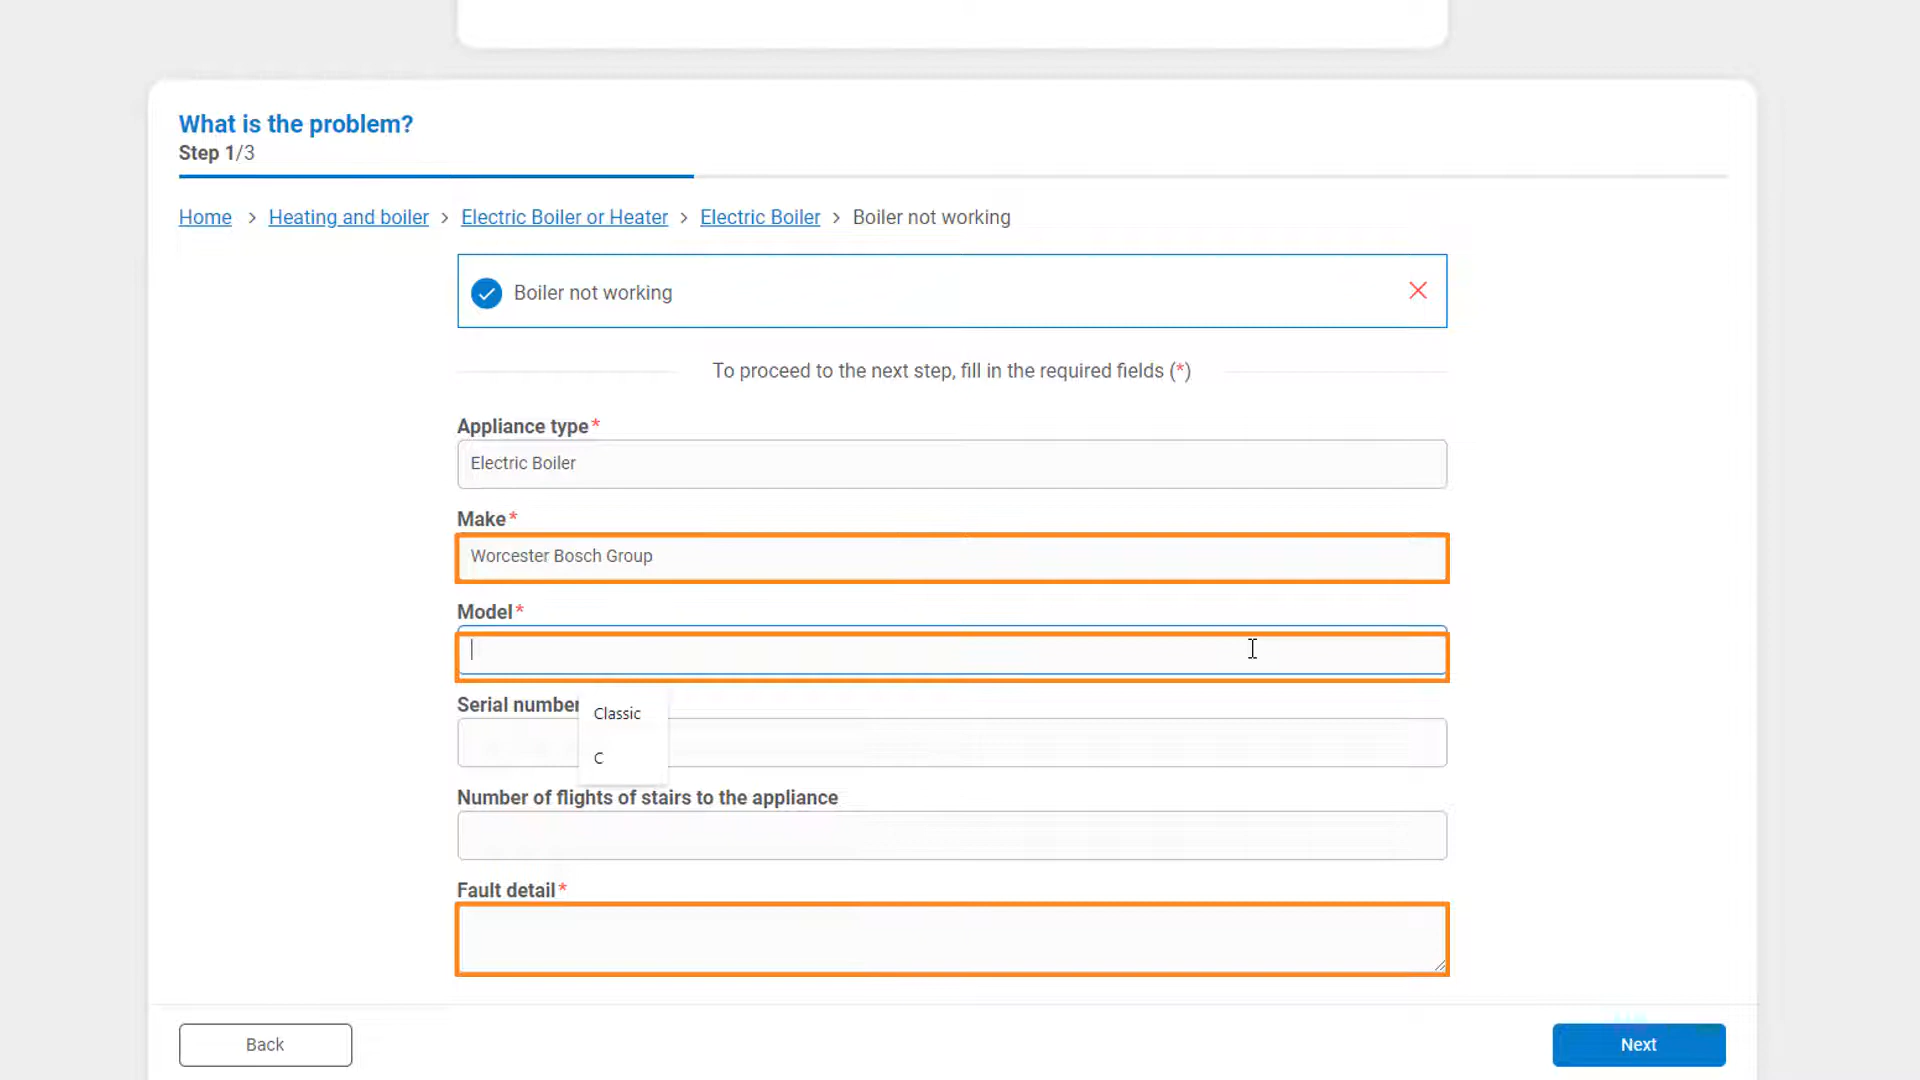 What is the problem?
Step 1/3
Home > Heating and boiler > Electric Boiler or Heater > Electric Boiler > Boiler not working
Boiler not working
To proceed to the next step, fill in the required fields (*)
Appliance type*
Electric Boiler
Make*
Worcester Bosch Group
Model*
Serial number
Classic
C
Number of flights of stairs to the appliance
Fault detail*
Back
Next